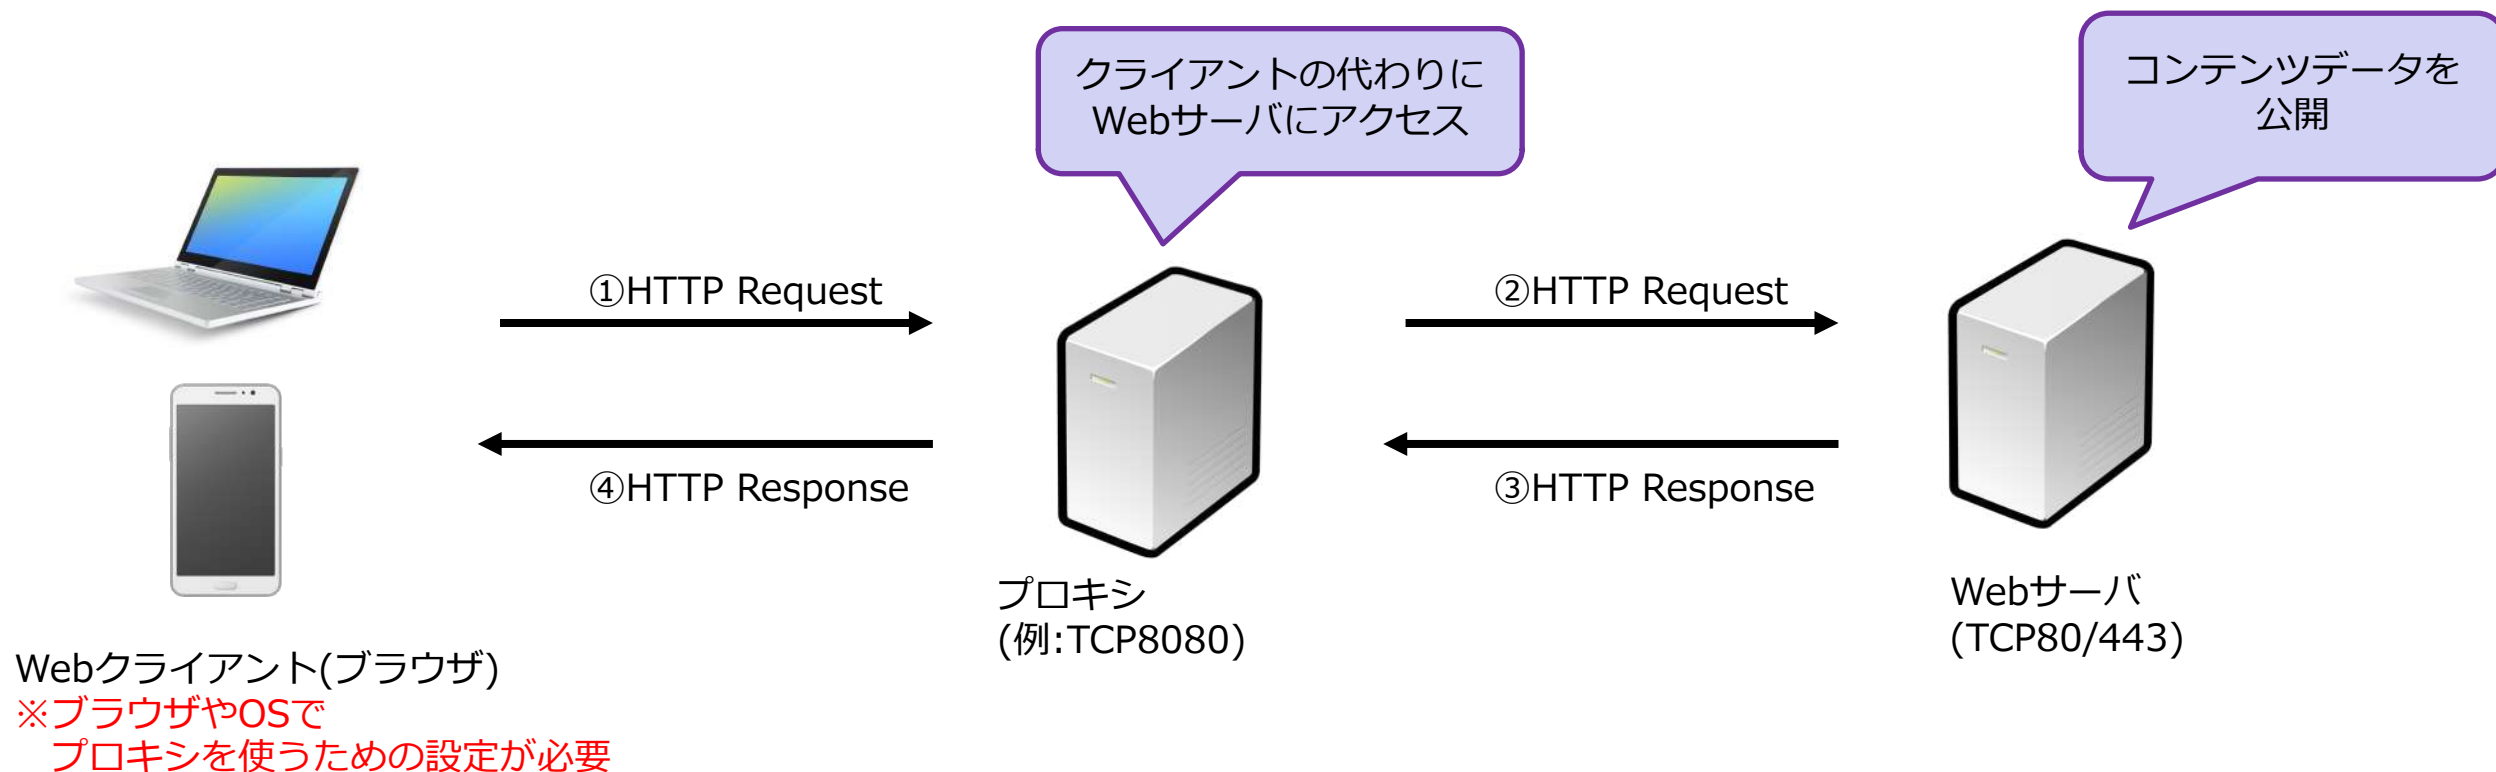 クライアントの代わりに
Webサーバにアクセス
コンテンツデータを
公開
①HTTP Request
②HTTP Request
④HTTP Response
③HTTP Response
プロキシ
(例:TCP8080)
Webサーバ
(TCP80/443)
Webクライアント(ブラウザ)
※ブラウザやOSで
プロキシを使うための設定が必要